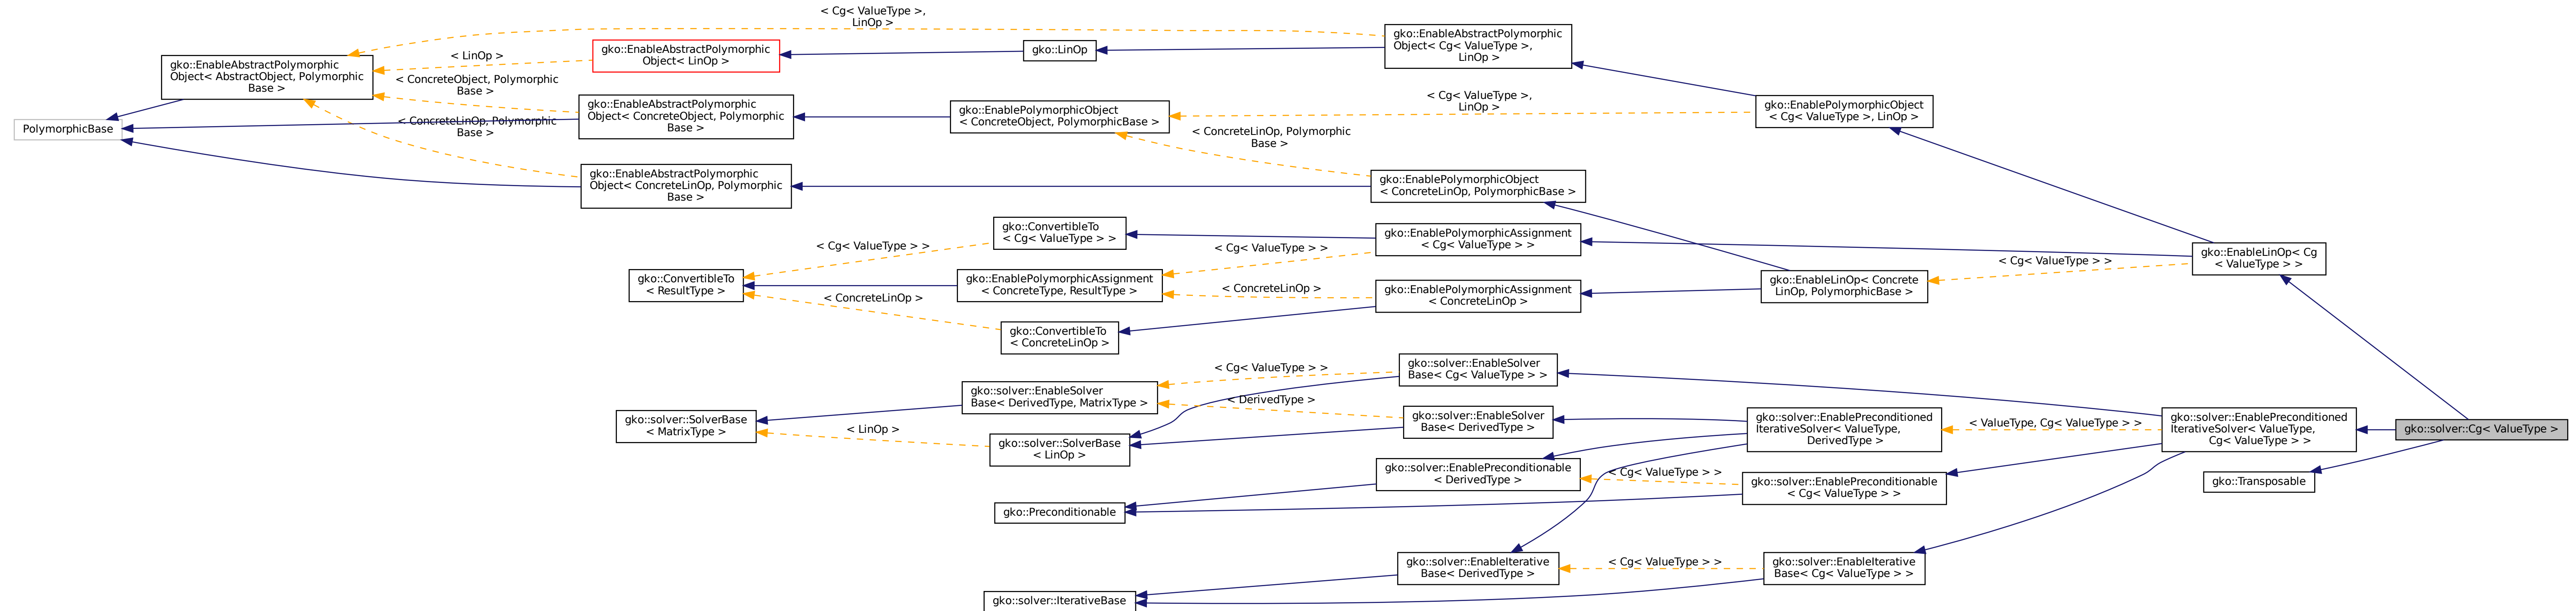 < Cg< ValueType >,
LinOp >
gko::EnableAbstractPolymorphic
Object< AbstractObject, Polymorphic
Base >
< LinOp >
gko::EnableAbstractPolymorphic
Object< LinOp >
gko::LinOp
gko::EnableAbstractPolymorphic
Object< Cg< ValueType >,
LinOp >
< ConcreteObject, Polymorphic
Base >
PolymorphicBase
< ConcreteLinOp, Polymorphic
Base >
gko::EnableAbstractPolymorphic
Object< ConcreteObject, Polymorphic
Base >
gko::EnablePolymorphicObject
< ConcreteObject, PolymorphicBase >
< Cg< ValueType >,
LinOp >
gko::EnablePolymorphicObject
< Cg< ValueType >, LinOp >
< ConcreteLinOp, Polymorphic
Base >
gko::EnableAbstractPolymorphic
Object< ConcreteLinOp, Polymorphic
Base >
gko::EnablePolymorphicObject
< ConcreteLinOp, PolymorphicBase >
gko::ConvertibleTo
< Cg< ValueType > >
< Cg< ValueType > >
gko::EnablePolymorphicAssignment
< Cg< ValueType > >
< Cg< ValueType > >
gko::EnableLinOp< Cg
< ValueType > >
< Cg< ValueType > >
gko::ConvertibleTo
< ResultType >
gko::EnablePolymorphicAssignment
< ConcreteType, ResultType >
< ConcreteLinOp >
gko::EnablePolymorphicAssignment
< ConcreteLinOp >
gko::EnableLinOp< Concrete
LinOp, PolymorphicBase >
< ConcreteLinOp >
gko::ConvertibleTo
< ConcreteLinOp >
gko::solver::EnableSolver
Base< Cg< ValueType > >
< Cg< ValueType > >
gko::solver::EnableSolver
Base< DerivedType, MatrixType >
< DerivedType >
gko::solver::SolverBase
< MatrixType >
< LinOp >
gko::solver::SolverBase
< LinOp >
gko::solver::EnableSolver
Base< DerivedType >
gko::solver::EnablePreconditioned
IterativeSolver< ValueType,
DerivedType >
< ValueType, Cg< ValueType > >
gko::solver::EnablePreconditioned
IterativeSolver< ValueType,
Cg< ValueType > >
gko::solver::Cg< ValueType >
gko::solver::EnablePreconditionable
< DerivedType >
< Cg< ValueType > >
gko::solver::EnablePreconditionable
< Cg< ValueType > >
gko::Transposable
gko::Preconditionable
gko::solver::EnableIterative
Base< DerivedType >
< Cg< ValueType > >
gko::solver::EnableIterative
Base< Cg< ValueType > >
gko::solver::IterativeBase